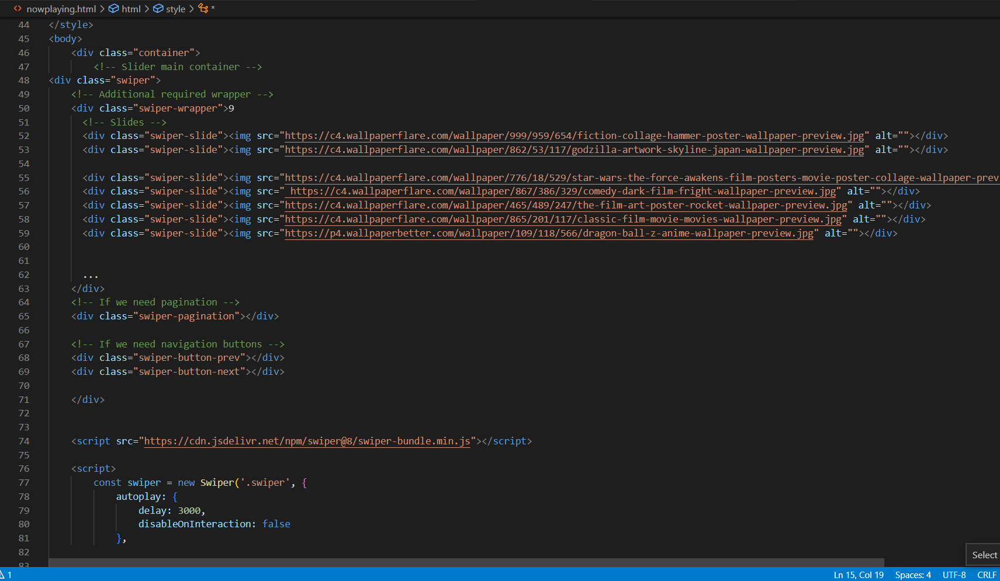 nowplaying.html > html > style > *
44 </style>
45 <body>
46 <div class="container">
47 <!-- Slider main container -->
48 <div class="swiper">
49 <!-- Additional required wrapper -->
50 <div class="swiper-wrapper">9
51 <!-- Slides -->
52 <div class="swiper-slide"><img src="https://c4.wallpaperflare.com/wallpaper/999/959/654/fiction-collage-hammer-poster-wallpaper-preview.jpg" alt=""></div>
53 <div class="swiper-slide"><img src="https://c4.wallpaperflare.com/wallpaper/862/53/117/godzilla-artwork-skyline-japan-wallpaper-preview.jpg" alt=""></div>
54
55 <div class="swiper-slide"><img src="https://c4.wallpaperflare.com/wallpaper/776/18/529/star-wars-the-force-awakens-film-posters-movie-poster-collage-wallpaper-prev
56 <div class="swiper-slide"><img src=" https://c4.wallpaperflare.com/wallpaper/867/386/329/comedy-dark-film-fright-wallpaper-preview.jpg" alt=""></div>
57 <div class="swiper-slide"><img src="https://c4.wallpaperflare.com/wallpaper/465/489/247/the-film-art-poster-rocket-wallpaper-preview.jpg" alt=""></div>
58 <div class="swiper-slide"><img src="https://c4.wallpaperflare.com/wallpaper/865/201/117/classic-film-movie-movies-wallpaper-preview.jpg" alt=""></div>
59 <div class="swiper-slide"><img src="https://p4.wallpaperbetter.com/wallpaper/109/118/566/dragon-ball-z-anime-wallpaper-preview.jpg" alt=""></div>
60
61
62 ...
63 </div>
64 <!-- If we need pagination -->
65 <div class="swiper-pagination"></div>
66
67 <!-- If we need navigation buttons -->
68 <div class="swiper-button-prev"></div>
69 <div class="swiper-button-next"></div>
70
71 </div>
72
73
74 <script src="https://cdn.jsdelivr.net/npm/swiper@8/swiper-bundle.min.js"></script>
75
76 <script>
77 const swiper = new Swiper('.swiper', {
78 autoplay: {
79 delay: 3000,
80 disableOnInteraction: false
81 },
82
83
Select
1 Ln 15, Col 19 Spaces: 4 UTF-8 CRLF